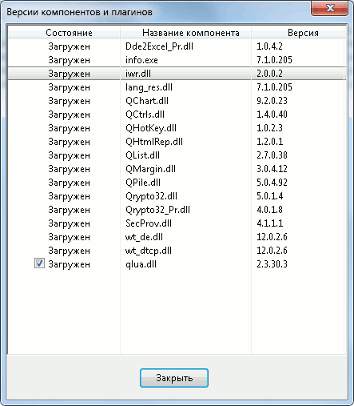 Версии компонентов и плагинов
Состояние Название компонента Версия
Загружен Dde2Excel_Pr.dll 1.0.4.2
Загружен info.exe 7.1.0.205
Загружен iwr.dll 2.0.0.2
Загружен lang_res.dll 7.1.0.205
Загружен QChart.dll 9.2.0.23
Загружен QCtrls.dll 1.4.0.40
Загружен QHotKey.dll 1.0.2.3
Загружен QHtmlRep.dll 1.2.0.1
Загружен QList.dll 2.7.0.38
Загружен QMargin.dll 3.0.4.12
Загружен QPile.dll 5.0.4.92
Загружен Qrypto32.dll 5.0.1.4
Загружен Qrypto32_Pr.dll 4.0.1.8
Загружен SecProv.dll 4.1.1.1
Загружен wt_de.dll 12.0.2.6
Загружен wt_dtcp.dll 12.0.2.6
Загружен qlua.dll 2.3.30.3
Закрыть